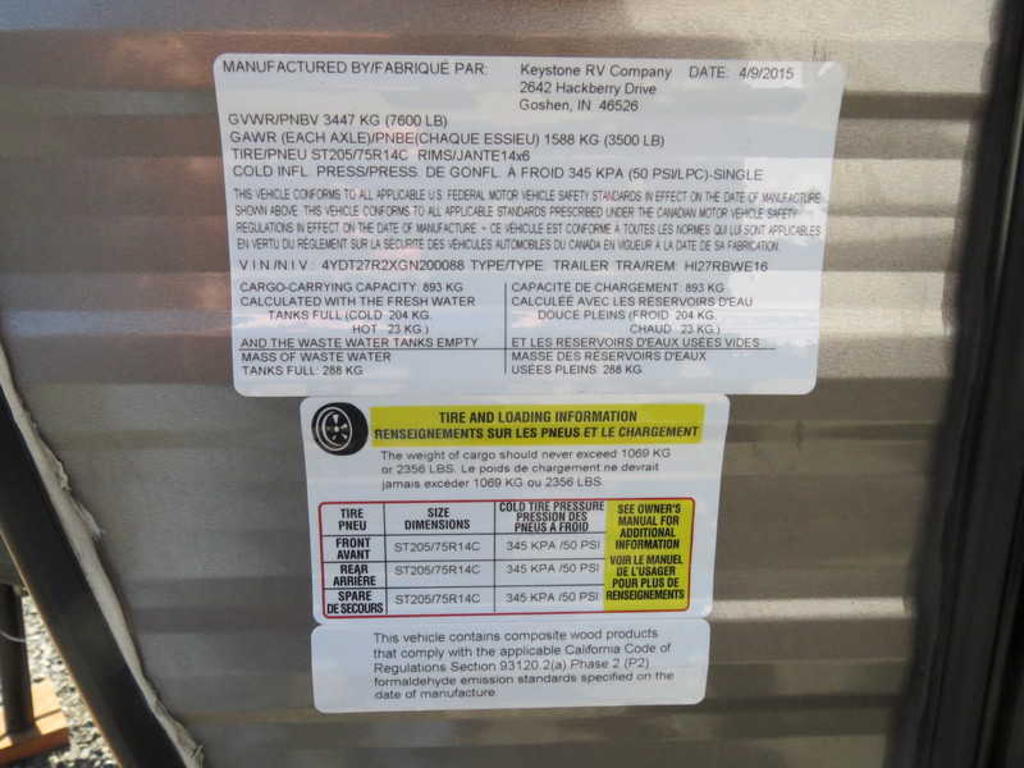 MANUFACTURED BY/FABRIQUÉ PAR: Keystone RV Company DATE: 4/9/2015
2642 Hackberry Drive
Goshen, IN 46526
GVWR/PNBV 3447 KG (7600 LB)
GAWR (EACH AXLE)/PNBE(CHAQUE ESSIEU) 1588 KG (3500 LB)
TIRE/PNEU ST205/75R14C RIMS/JANTE14x6
COLD INFL. PRESS/PRESS. DE GONFL. À FROID 345 KPA (50 PSI/LPC)-SINGLE
THIS VEHICLE CONFORMS TO ALL APPLICABLE U.S. FEDERAL MOTOR VEHICLE SAFETY STANDARDS IN EFFECT ON THE DATE OF MANUFACTURE
SHOWN ABOVE. THIS VEHICLE CONFORMS TO ALL APPLICABLE STANDARDS PRESCRIBED UNDER THE CANADIAN MOTOR VEHICLE SAFETY
REGULATIONS IN EFFECT ON THE DATE OF MANUFACTURE - CE VEHICULE EST CONFORME A TOUTES LES NORMES QUI LUI SONT APPLICABLES
EN VERTU DU RÉGLEMENT SUR LA SÉCURITÉ DES VÉHICULES AUTOMOBILES DU CANADA EN VIGUEUR A LA DATE DE SA FABRICATION.
V.I.N/N.I.V.: 4YDT27R2XGN200088 TYPE/TYPE: TRAILER TRA/REM: HI27RBWE16
CARGO-CARRYING CAPACITY: 893 KG
CALCULATED WITH THE FRESH WATER
TANKS FULL (COLD: 204 KG.
HOT: 23 KG.)
AND THE WASTE WATER TANKS EMPTY
MASS OF WASTE WATER
TANKS FULL: 288 KG
CAPACITÉ DE CHARGEMENT: 893 KG
CALCULÉE AVEC LES RÉSERVOIRS D'EAU
DOUCE PLEINS (FROID: 204 KG.
CHAUD: 23 KG.)
ET LES RÉSERVOIRS D'EAUX USÉES VIDES
MASSE DES RÉSERVOIRS D'EAUX
USÉES PLEINS: 288 KG
TIRE AND LOADING INFORMATION
RENSEIGNEMENTS SUR LES PNEUS ET LE CHARGEMENT
The weight of cargo should never exceed 1069 KG
or 2356 LBS. Le poids de chargement ne devrait
jamais excéder 1069 KG ou 2356 LBS.
TIRE
PNEU
SIZE
DIMENSIONS
COLD TIRE PRESSURE
PRESSION DES
PNEUS À FROID
FRONT
AVANT
ST205/75R14C 345 KPA /50 PSI
REAR
ARRIÈRE
ST205/75R14C 345 KPA /50 PSI
SPARE
DE SECOURS
ST205/75R14C 345 KPA /50 PSI
SEE OWNER'S
MANUAL FOR
ADDITIONAL
INFORMATION
VOIR LE MANUEL
DE L'USAGER
POUR PLUS DE
RENSEIGNEMENTS
This vehicle contains composite wood products
that comply with the applicable California Code of
Regulations Section 93120.2(a) Phase 2 (P2)
formaldehyde emission standards specified on the
date of manufacture.